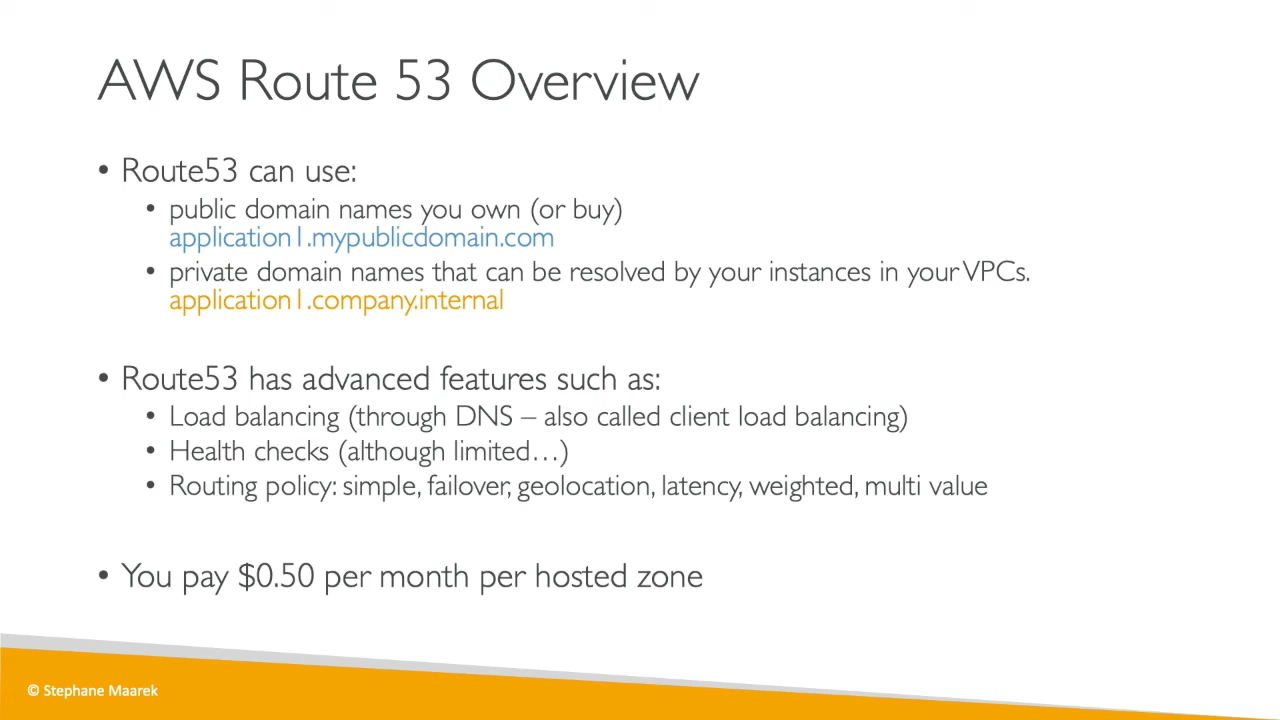 AWS Route 53 Overview
• Route53 can use:
• public domain names you own (or buy)
application1.mypublicdomain.com
• private domain names that can be resolved by your instances in your VPCs.
application1.company.internal
• Route53 has advanced features such as:
• Load balancing (through DNS – also called client load balancing)
• Health checks (although limited…)
• Routing policy: simple, failover, geolocation, latency, weighted, multi value
• You pay $0.50 per month per hosted zone
© Stephane Maarek